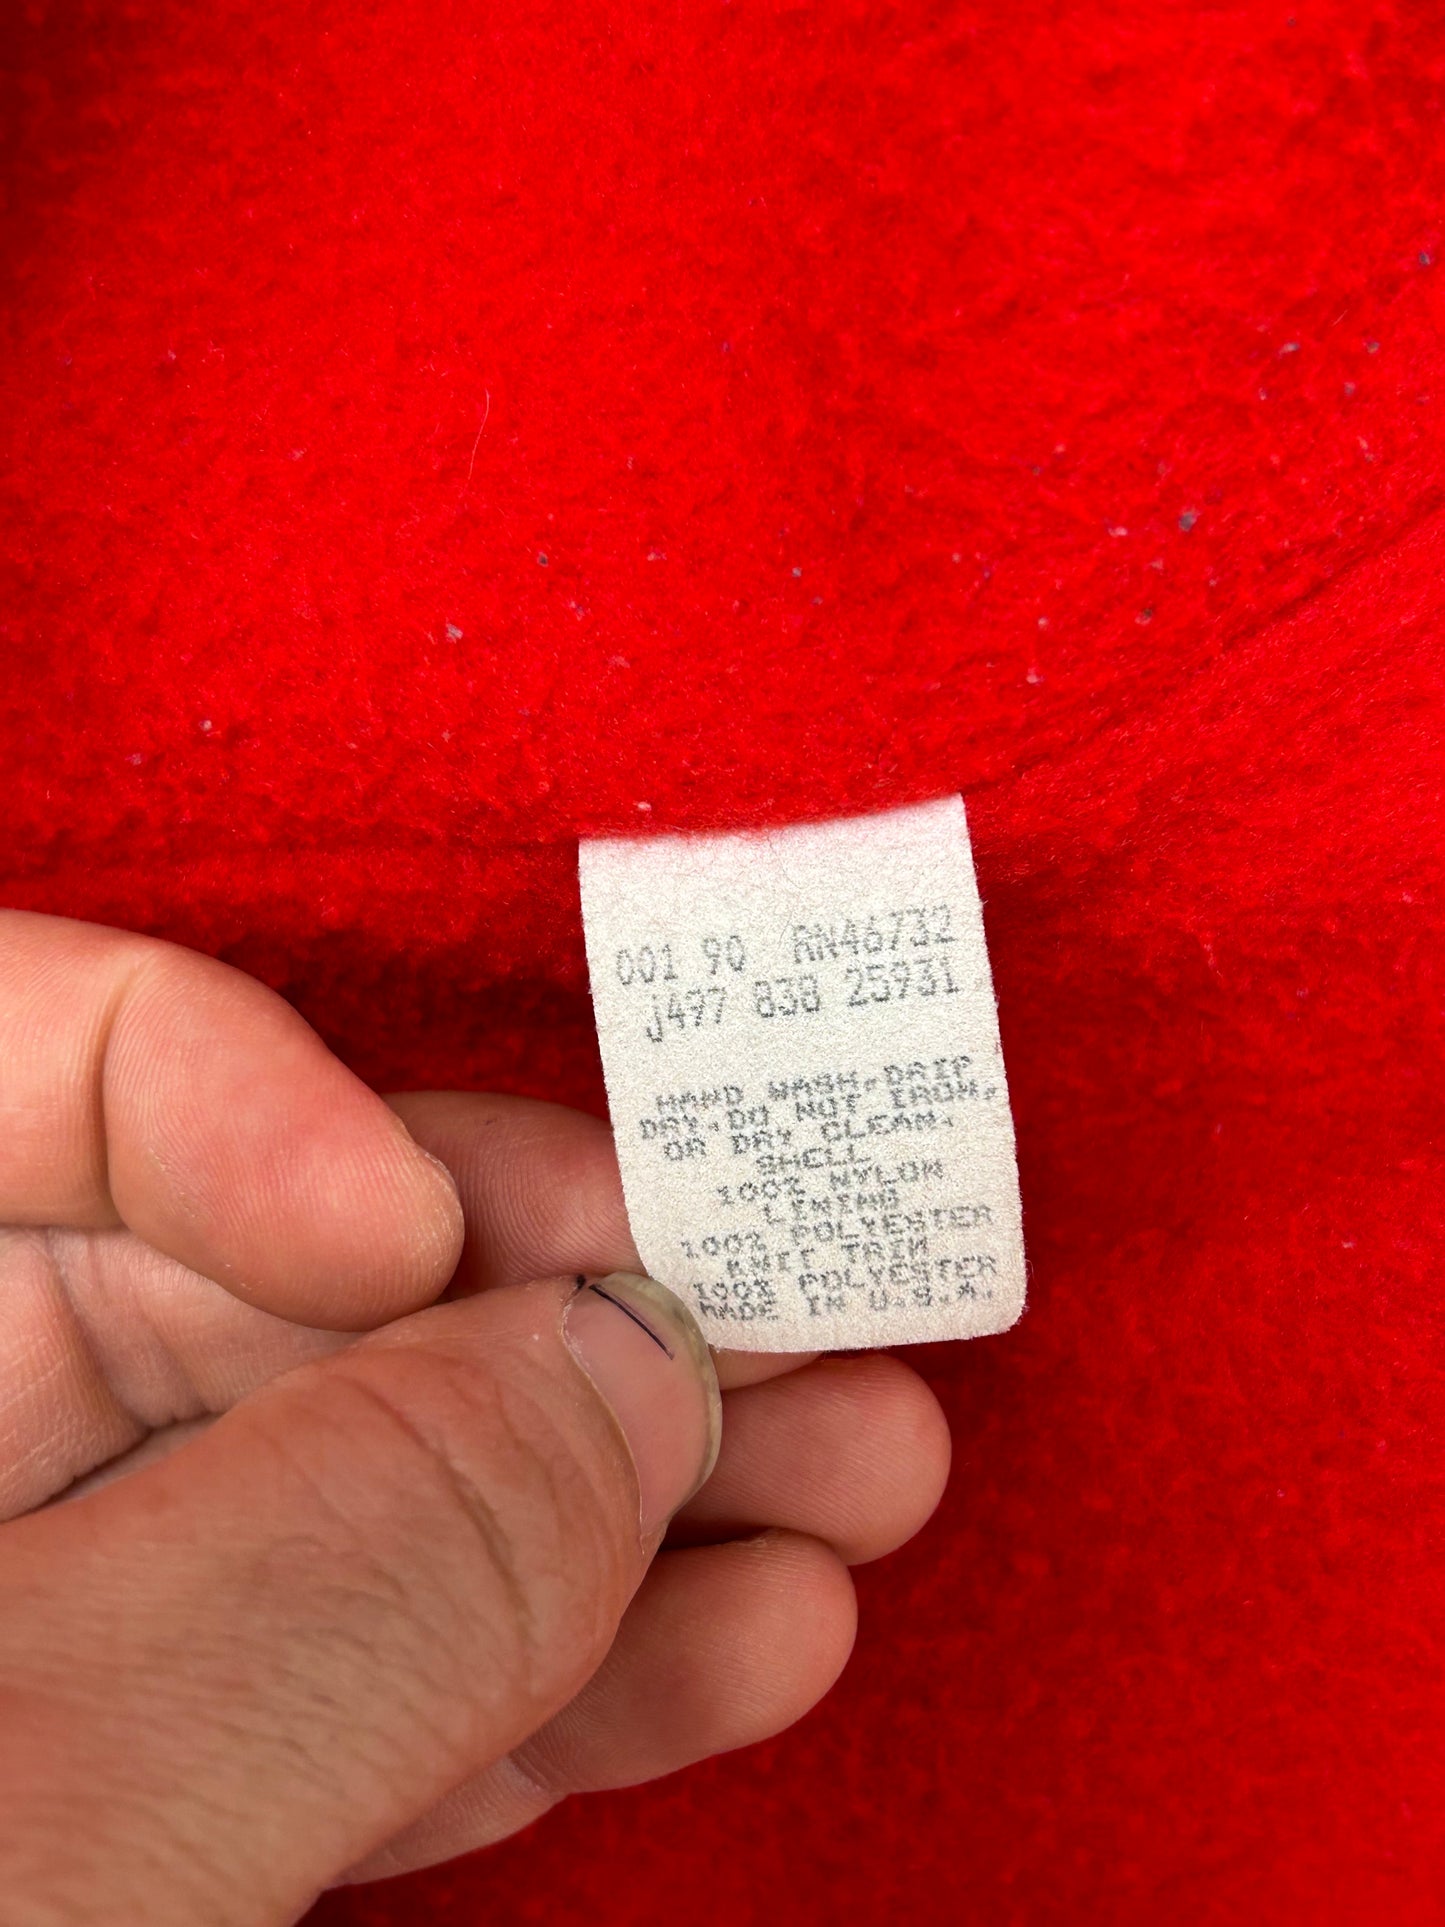 001 90 RN46732
J497 838 25931
HAND WASH,DRIP
DRY.DO NOT IRON,
OR DRY CLEAN.
SHELL
100% NYLON
LINING
100% POLYESTER
KNIT TRIM
100% POLYESTER
MADE IN U.S.A.